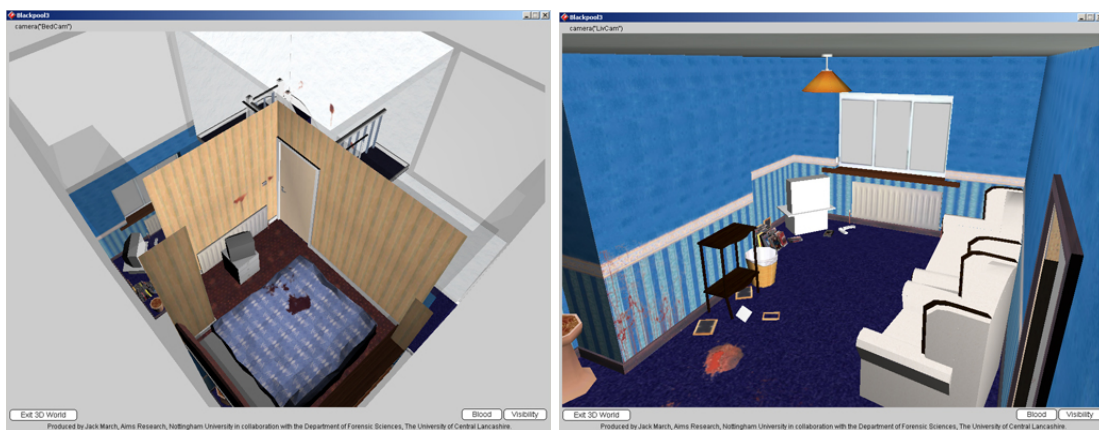 Blackpool3
camera("BedCam")
Exit 3D World
Blood
Visibility
Produced by Jack March, Aims Research, Nottingham University in collaboration with the Department of Forensic Sciences, The University of Central Lancashire.
Blackpool3
camera("LivCam")
Exit 3D World
Blood
Visibility
Produced by Jack March, Aims Research, Nottingham University in collaboration with the Department of Forensic Sciences, The University of Central Lancashire.